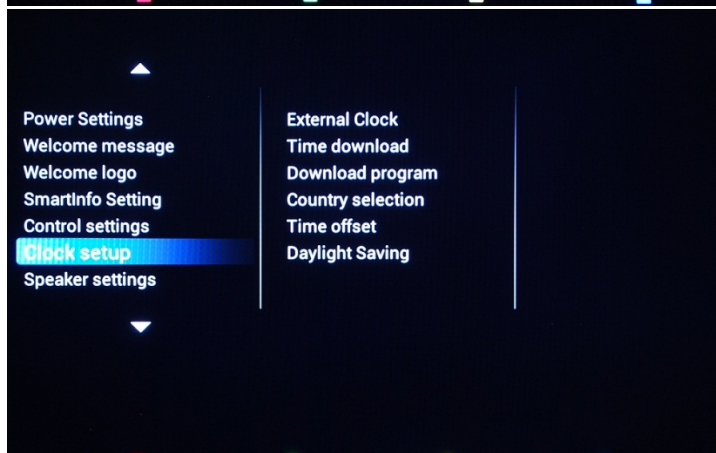 Power Settings
Welcome message
Welcome logo
SmartInfo Setting
Control settings
Clock setup
Speaker settings
External Clock
Time download
Download program
Country selection
Time offset
Daylight Saving